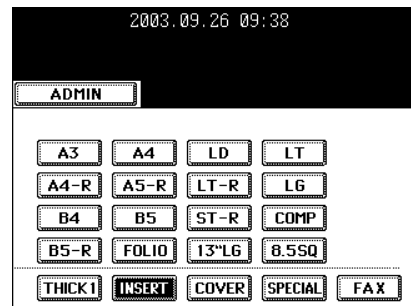 2003.09.26 09:38
ADMIN
A3 A4 LD LT
A4-R A5-R LT-R LG
B4 B5 ST-R COMP
B5-R FOLIO 13"LG 8.5SQ
THICK1 INSERT COVER SPECIAL FAX